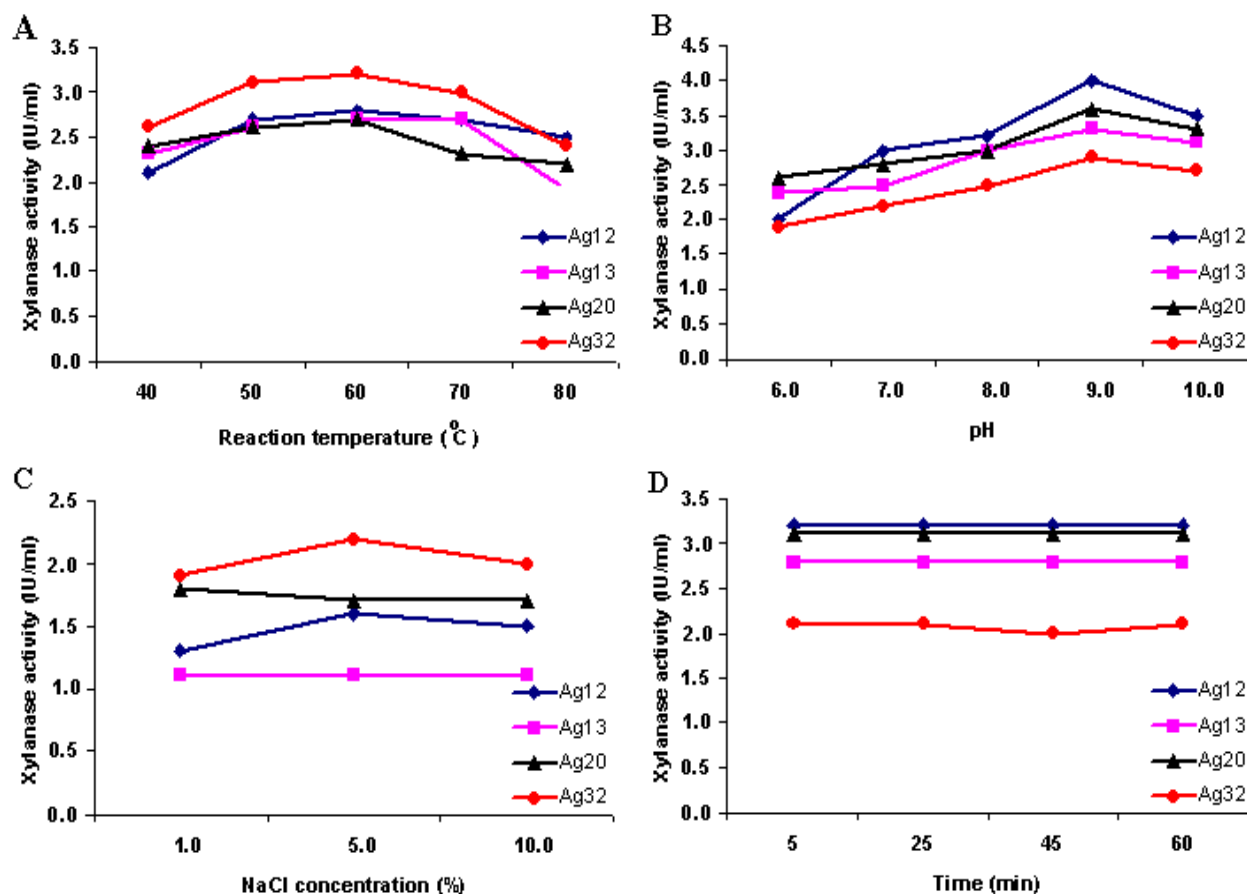 A
Xylanase activity (IU/ml)
3.5
3.0
2.5
2.0
1.5
1.0
0.5
0.0
40 50 60 70 80
Reaction temperature (°C)
Ag12
Ag13
Ag20
Ag32
B
Xylanase activity (IU/ml)
4.5
4.0
3.5
3.0
2.5
2.0
1.5
1.0
0.5
0.0
6.0 7.0 8.0 9.0 10.0
pH
Ag12
Ag13
Ag20
Ag32
C
Xylanase activity (IU/ml)
2.5
2.0
1.5
1.0
0.5
0.0
1.0 5.0 10.0
NaCl concentration (%)
Ag12
Ag13
Ag20
Ag32
D
Xylanase activity (IU/ml)
3.5
3.0
2.5
2.0
1.5
1.0
0.5
0.0
5 25 45 60
Time (min)
Ag12
Ag13
Ag20
Ag32